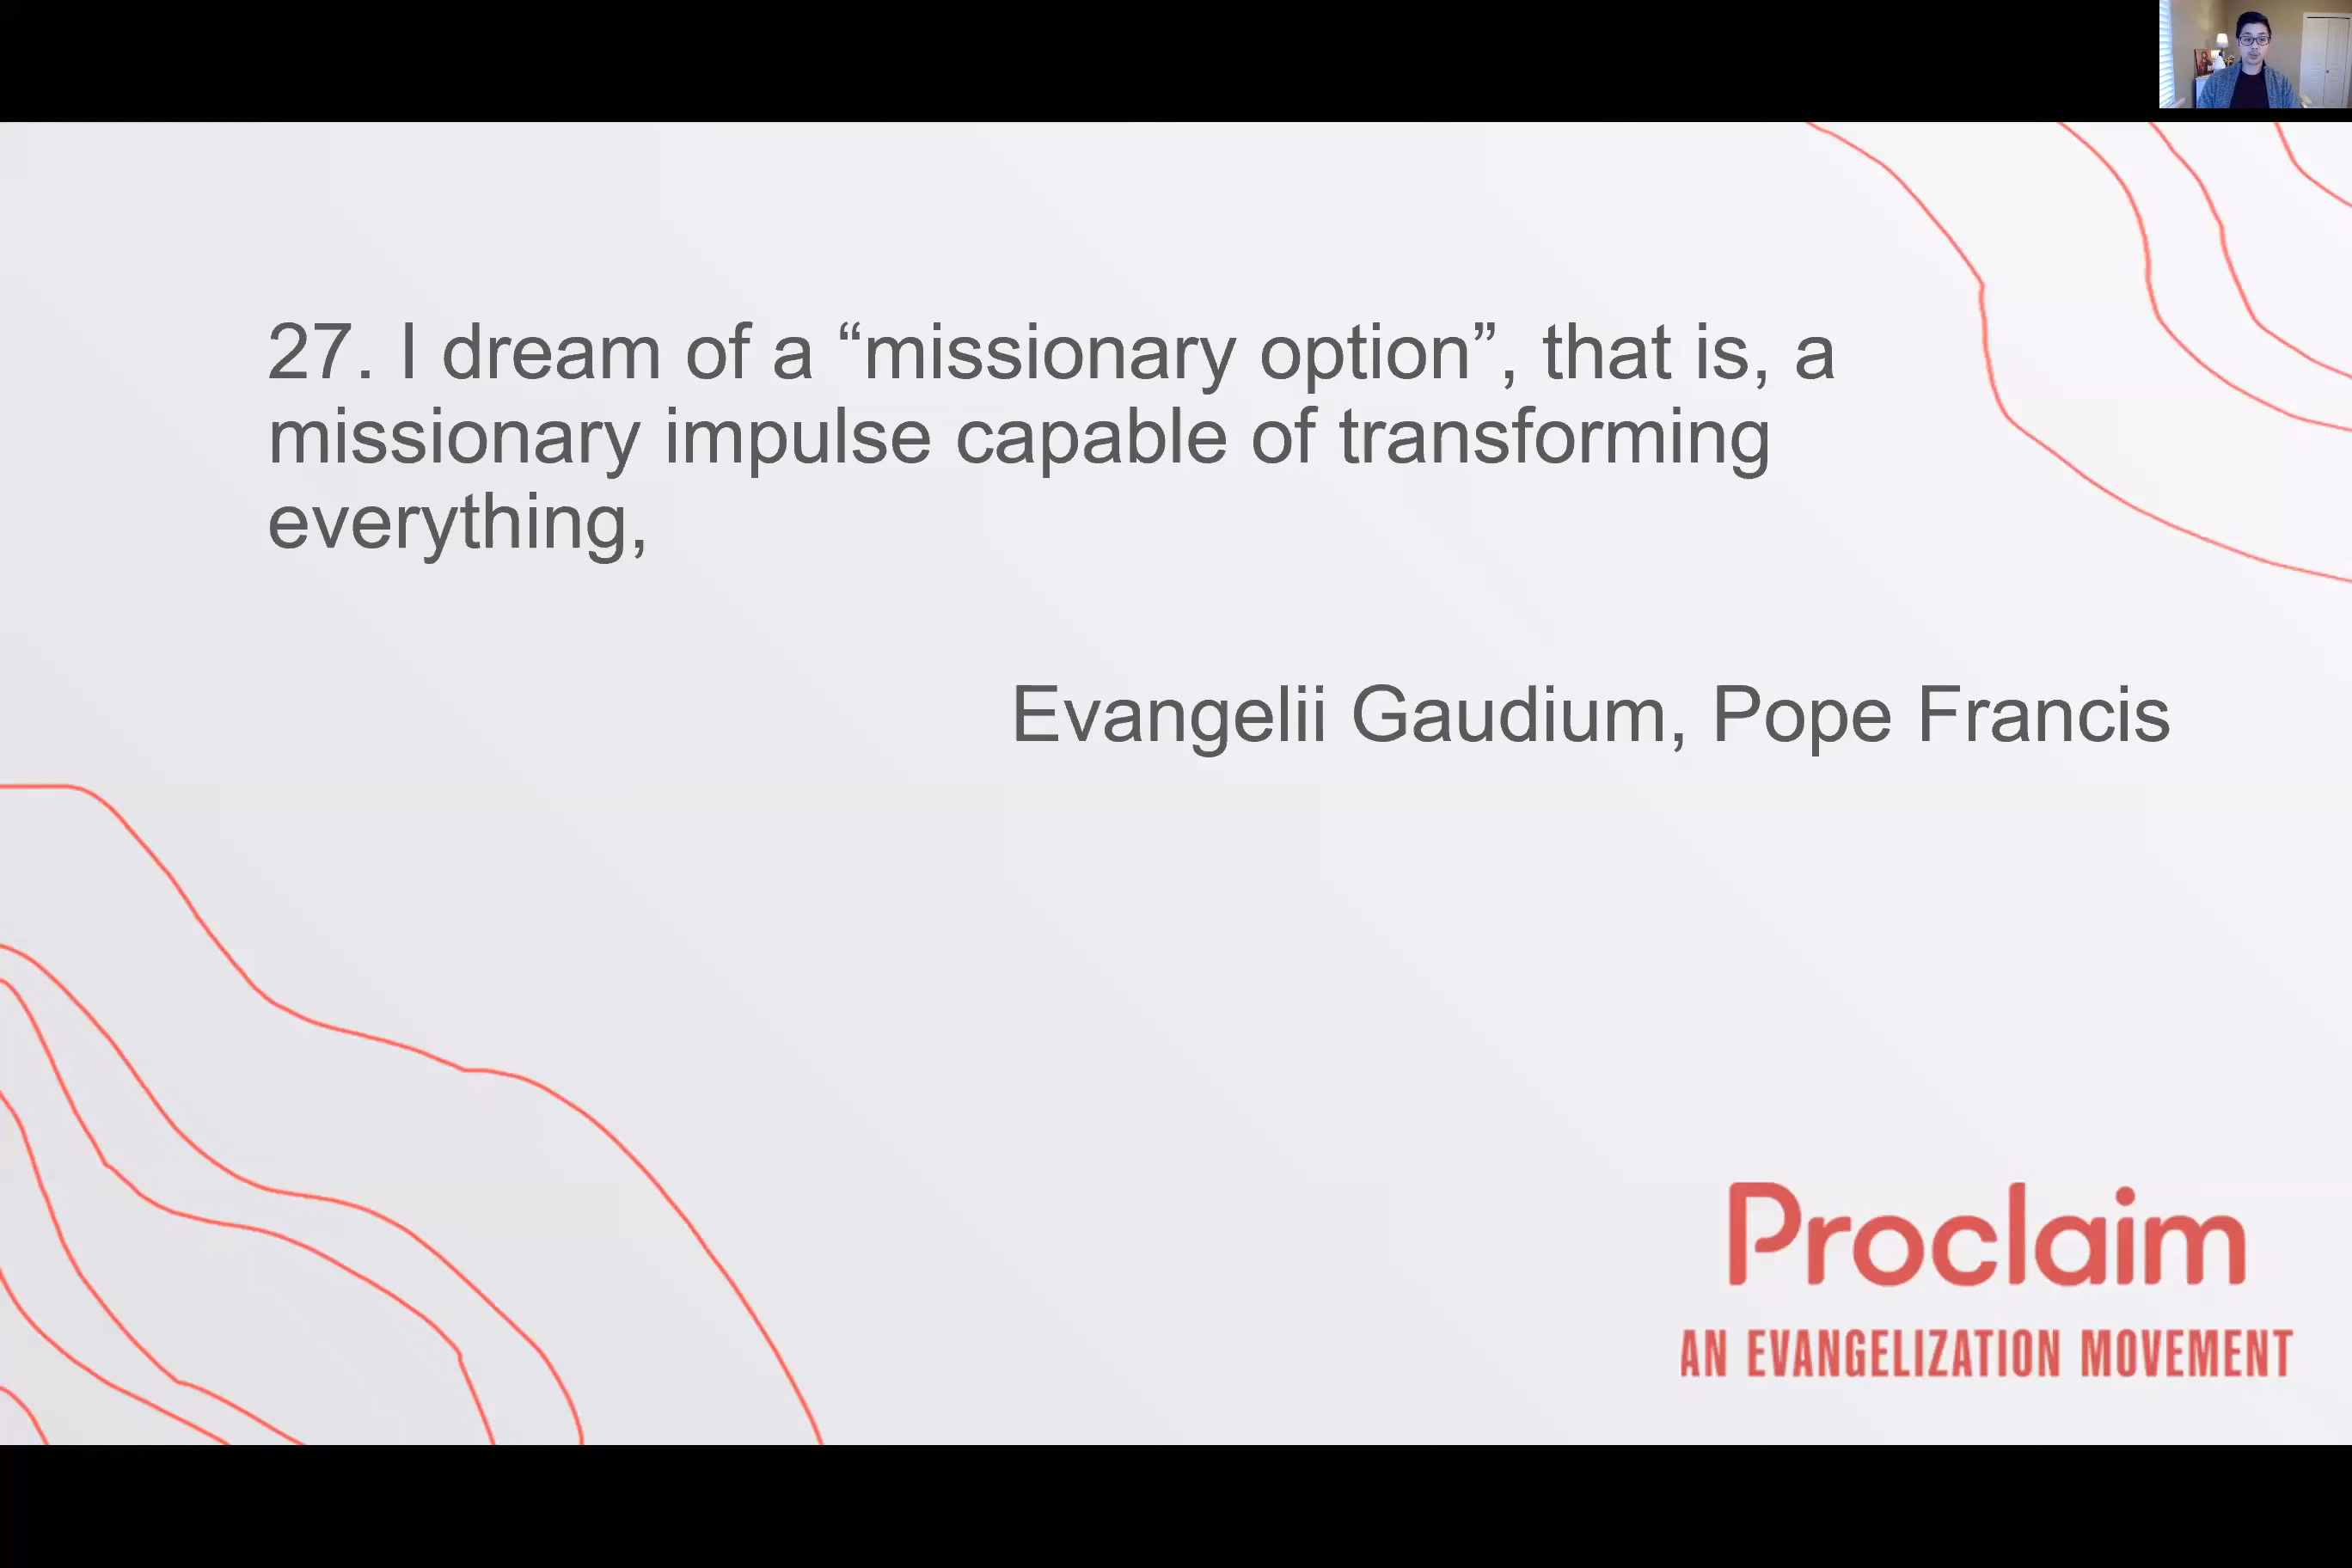 27. I dream of a “missionary option”, that is, a
missionary impulse capable of transforming
everything,
Evangelii Gaudium, Pope Francis
Proclaim
AN EVANGELIZATION MOVEMENT